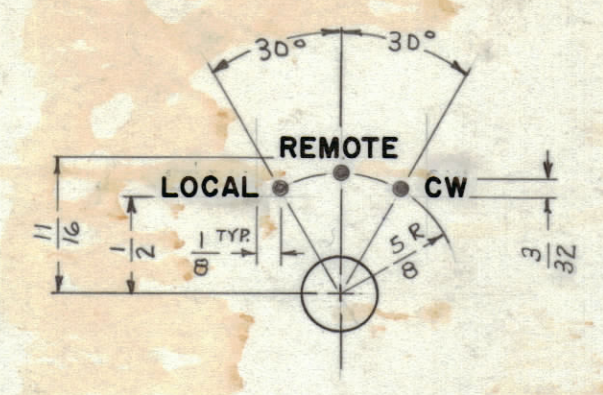 30° 30°
REMOTE
LOCAL CW
11/16
1/2
1/8 TYP.
5/8 R
3/32